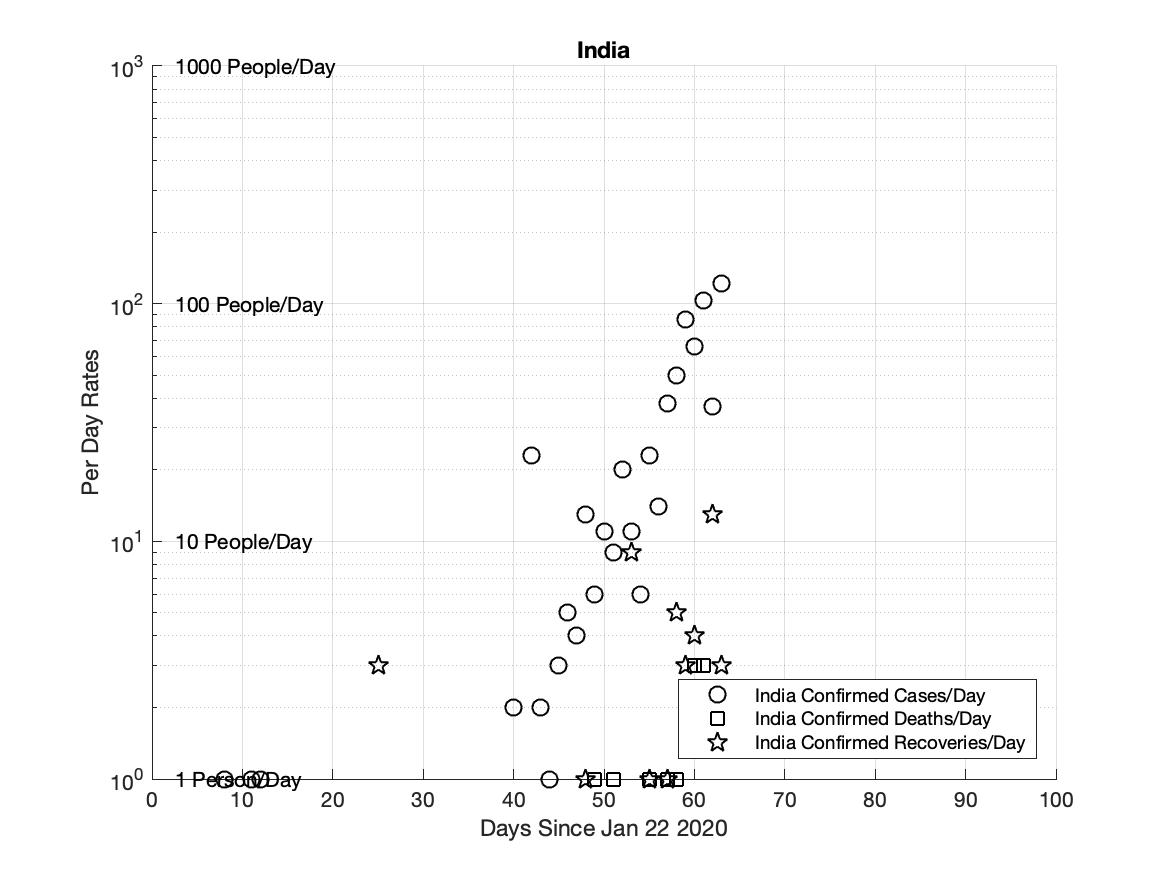 India
10³
1000 People/Day
10²
100 People/Day
Per Day Rates
10¹
10 People/Day
India Confirmed Cases/Day
India Confirmed Deaths/Day
India Confirmed Recoveries/Day
10⁰
1 Person/Day
0 10 20 30 40 50 60 70 80 90 100
Days Since Jan 22 2020